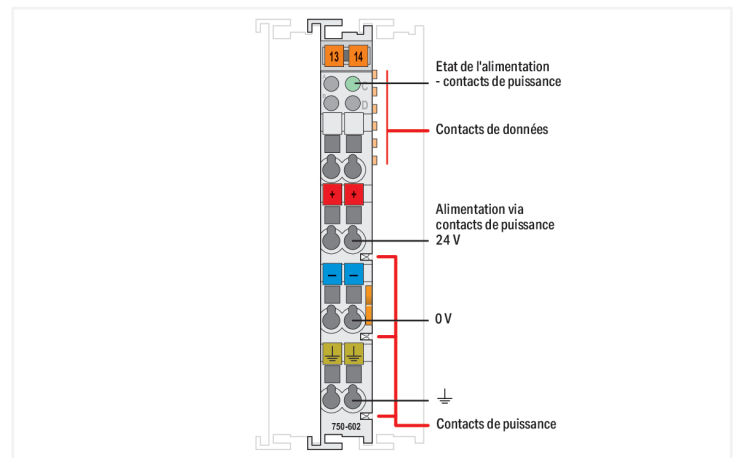 13 14
A C
B D
Etat de l'alimentation
- contacts de puissance
Contacts de données
+ +
Alimentation via
contacts de puissance
24 V
– –
0 V
750-602
Contacts de puissance